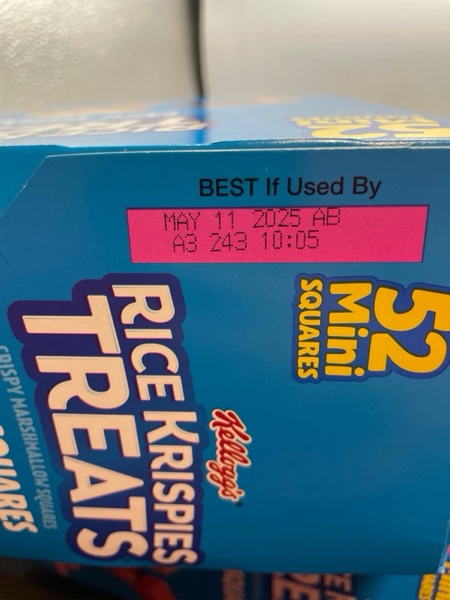 BEST If Used By
MAY 11 2025 AB
A3 243 10:05
52
Mini
SQUARES
Kellogg's
RICE KRISPIES
TREATS
CRISPY MARSHMALLOW SQUARES